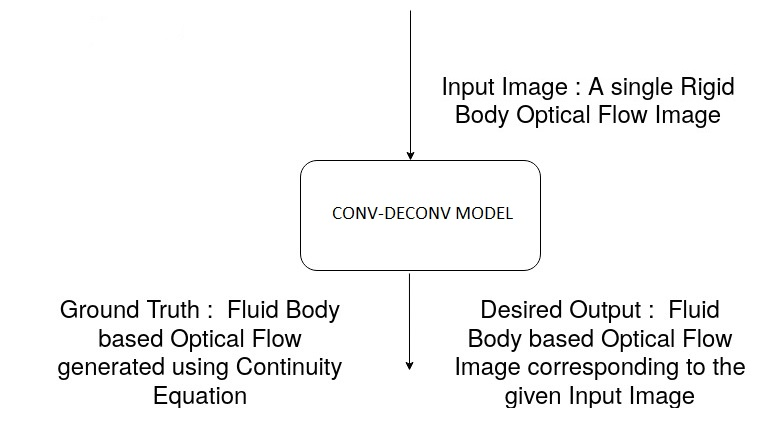 Input Image : A single Rigid
Body Optical Flow Image
CONV-DECONV MODEL
Ground Truth :  Fluid Body
based Optical Flow
generated using Continuity
Equation
Desired Output :  Fluid
Body based Optical Flow
Image corresponding to the
given Input Image